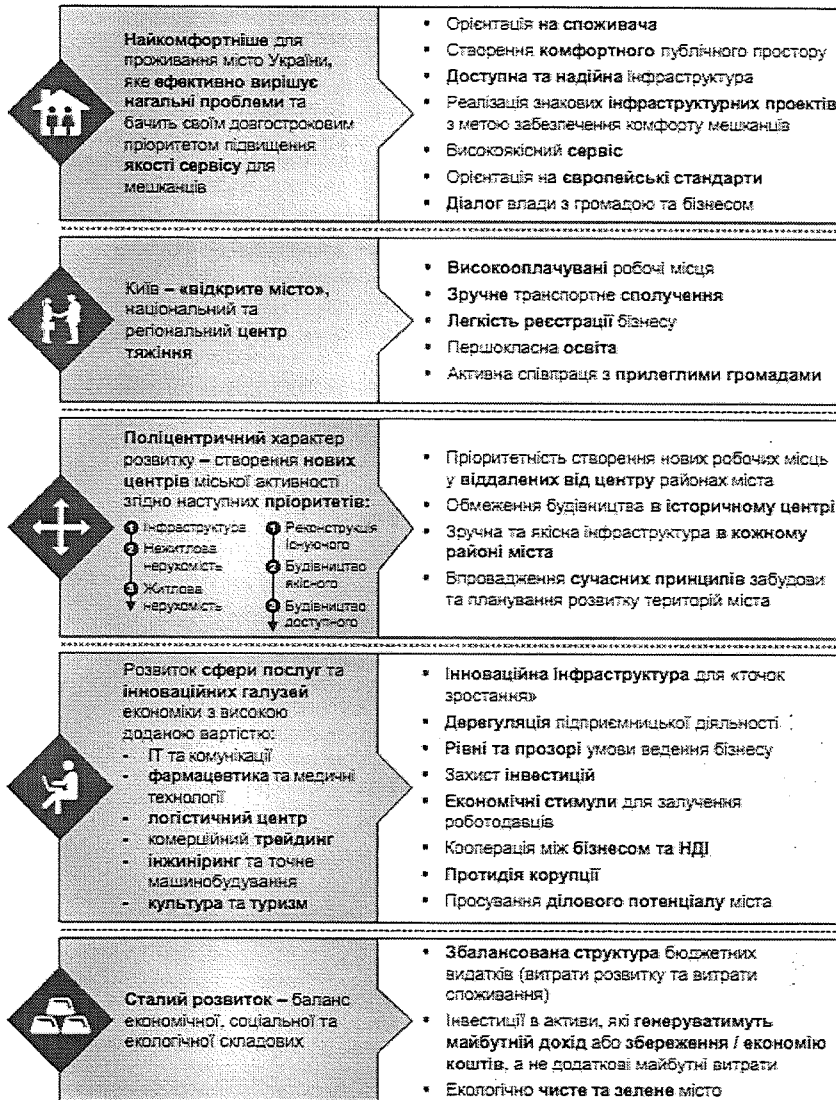 Найкомфортніше для
проживання місто України,
яке ефективно вирішує
нагальні проблеми та
бачить своїм довгостроковим
пріоритетом підвищення
якості сервісу для
мешканців
▪ Орієнтація на споживача
▪ Створення комфортного публічного простору
▪ Доступна та надійна інфраструктура
▪ Реалізація знакових інфраструктурних проектів
з метою забезпечення комфорту мешканців
▪ Високоякісний сервіс
▪ Орієнтація на європейські стандарти
▪ Діалог влади з громадою та бізнесом
Київ – «відкрите місто»,
національний та
регіональний центр
тяжіння
▪ Високооплачувані робочі місця
▪ Зручне транспортне сполучення
▪ Легкість реєстрації бізнесу
▪ Першокласна освіта
▪ Активна співпраця з прилеглими громадами
Поліцентричний характер
розвитку – створення нових
центрів міської активності
згідно наступних пріоритетів:
1 Інфраструктура
2 Нежитлова
нерухомість
3 Житлова
нерухомість
1 Реконструкція
існуючого
2 Будівництво
якісного
3 Будівництво
доступного
▪ Пріоритетність створення нових робочих місць
у віддалених від центру районах міста
▪ Обмеження будівництва в історичному центрі
▪ Зручна та якісна інфраструктура в кожному
районі міста
▪ Впровадження сучасних принципів забудови
та планування розвитку територій міста
Розвиток сфери послуг та
інноваційних галузей
економіки з високою
доданою вартістю:
- ІТ та комунікації
- фармацевтика та медичні
технології
- логістичний центр
- комерційний трейдинг
- інжиніринг та точне
машинобудування
- культура та туризм
▪ Інноваційна інфраструктура для «точок
зростання»
▪ Дерегуляція підприємницької діяльності
▪ Рівні та прозорі умови ведення бізнесу
▪ Захист інвестицій
▪ Економічні стимули для залучення
роботодавців
▪ Кооперація між бізнесом та НДІ
▪ Протидія корупції
▪ Просування ділового потенціалу міста
Сталий розвиток – баланс
економічної, соціальної та
екологічної складових
▪ Збалансована структура бюджетних
видатків (витрати розвитку та витрати
споживання)
▪ Інвестиції в активи, які генеруватимуть
майбутній дохід або збереження / економію
коштів, а не додаткові майбутні витрати
▪ Екологічно чисте та зелене місто